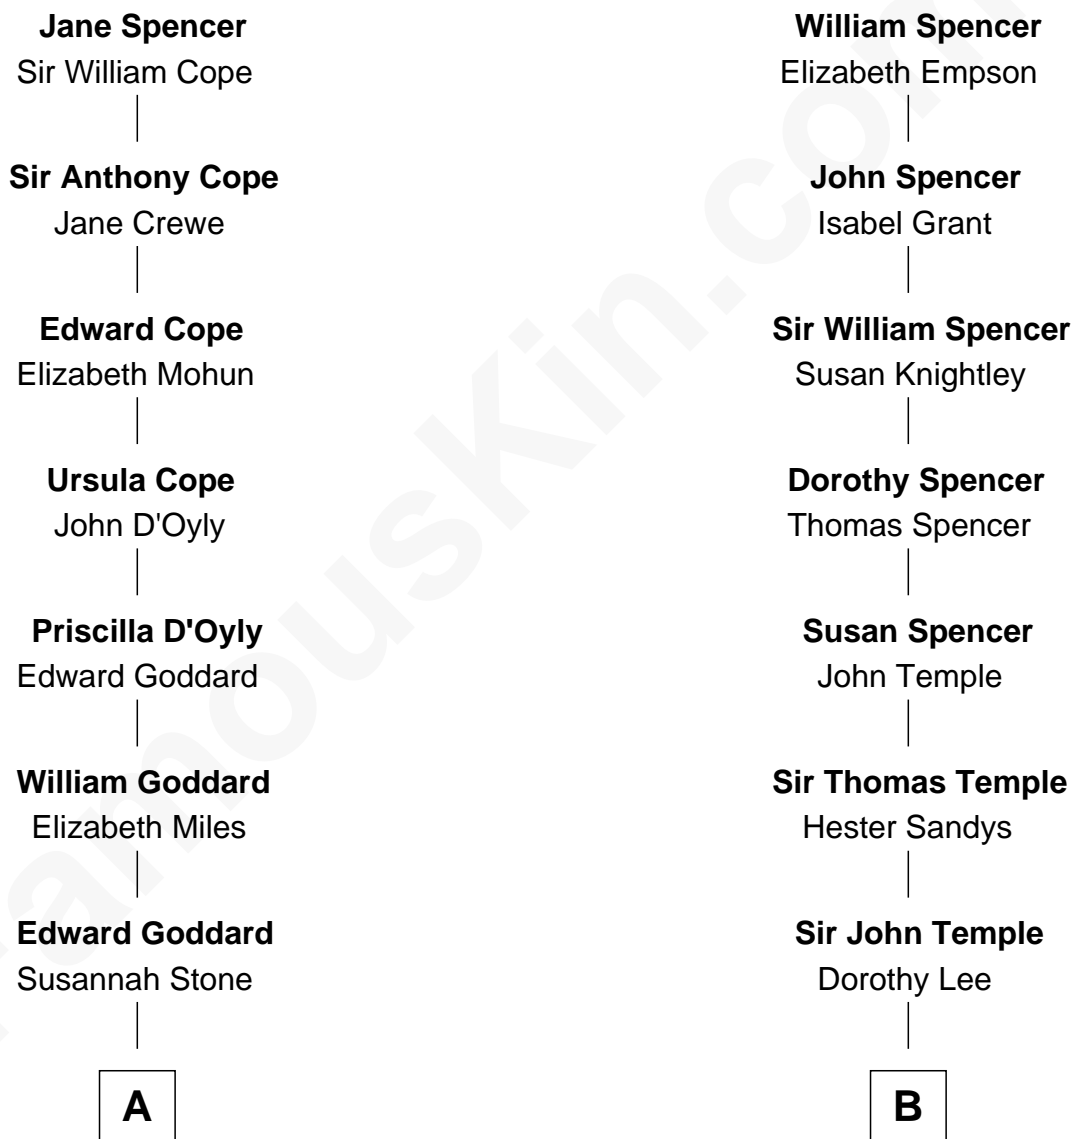 Jane Spencer
Sir William Cope
Sir Anthony Cope
Jane Crewe
Edward Cope
Elizabeth Mohun
Ursula Cope
John D'Oyly
Priscilla D'Oyly
Edward Goddard
William Goddard
Elizabeth Miles
Edward Goddard
Susannah Stone
A
William Spencer
Elizabeth Empson
John Spencer
Isabel Grant
Sir William Spencer
Susan Knightley
Dorothy Spencer
Thomas Spencer
Susan Spencer
John Temple
Sir Thomas Temple
Hester Sandys
Sir John Temple
Dorothy Lee
B
FamousKin.com